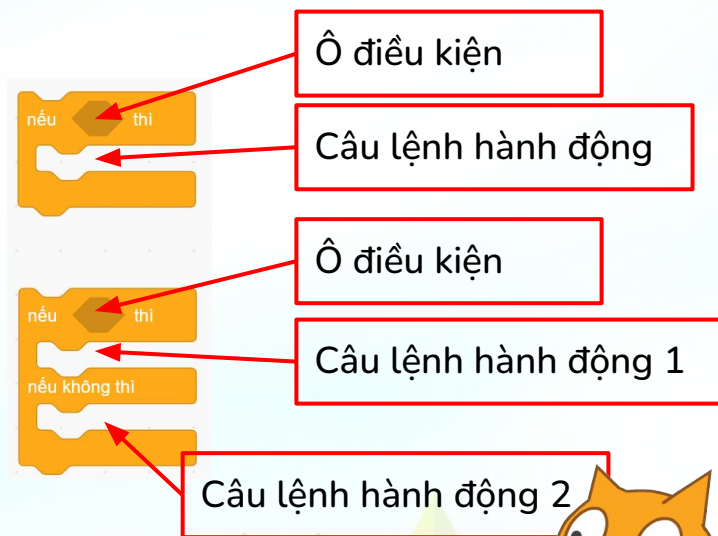 Ô điều kiện
nếu thì
Câu lệnh hành động
Ô điều kiện
nếu thì
Câu lệnh hành động 1
nếu không thì
Câu lệnh hành động 2